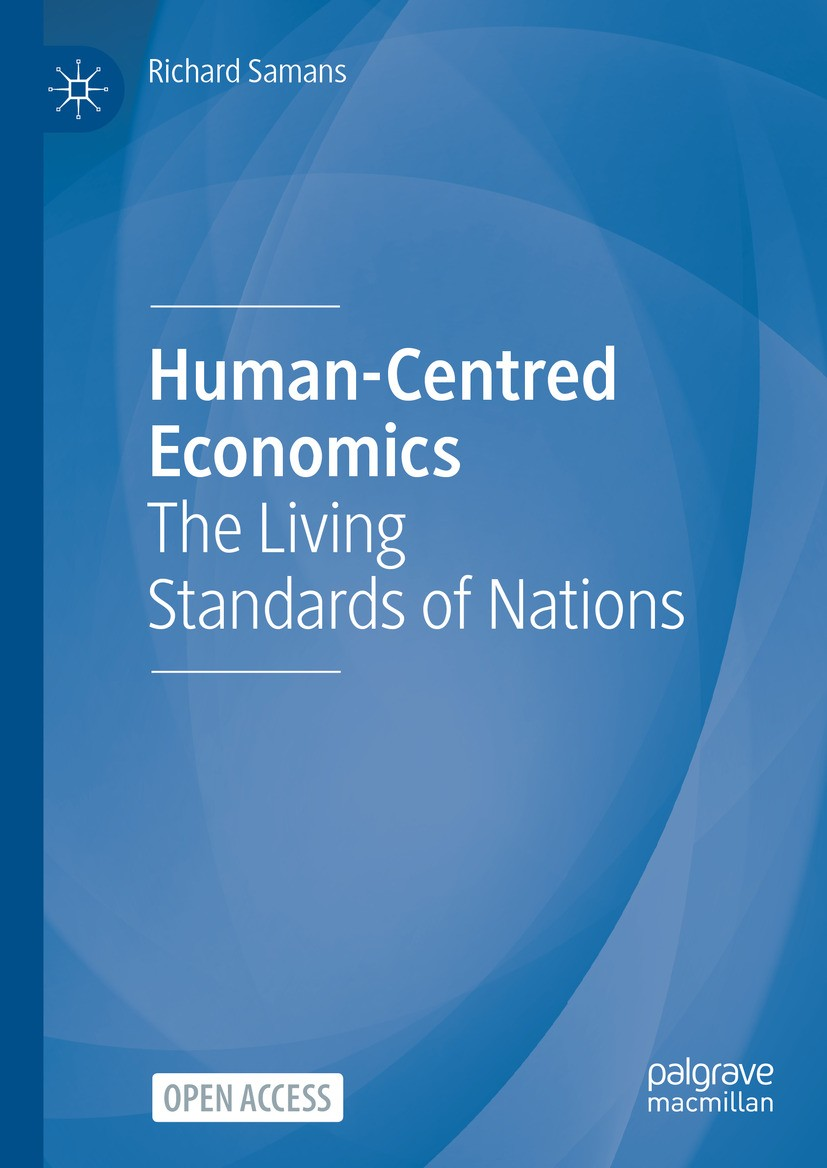 Richard Samans
Human-Centred
Economics
The Living
Standards of Nations
OPEN ACCESS
palgrave
macmillan